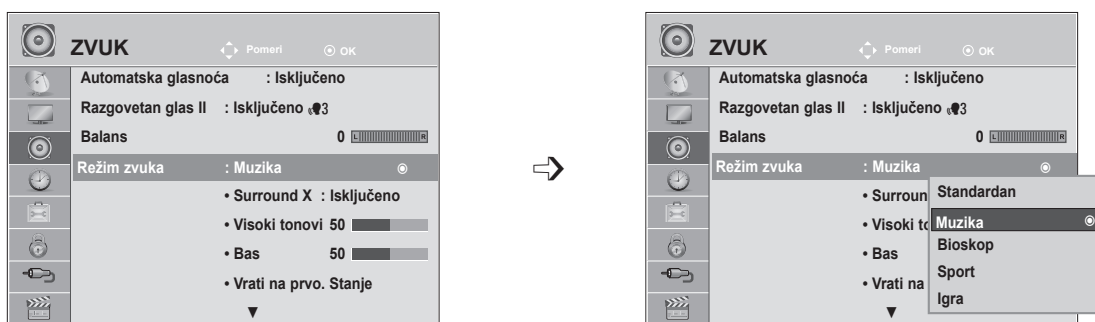 ZVUK
Pomeri
OK
Automatska glasnoća : Isključeno
Razgovetan glas II : Isključeno 3
Balans 0 L R
Režim zvuka : Muzika
• Surround X : Isključeno
• Visoki tonovi 50
• Bas 50
• Vrati na prvo. Stanje
▼
ZVUK
Pomeri
OK
Automatska glasnoća : Isključeno
Razgovetan glas II : Isključeno 3
Balans 0 L R
Režim zvuka : Muzika
• Surroun
• Visoki to
• Bas
• Vrati na
▼
Standardan
Muzika
Bioskop
Sport
Igra